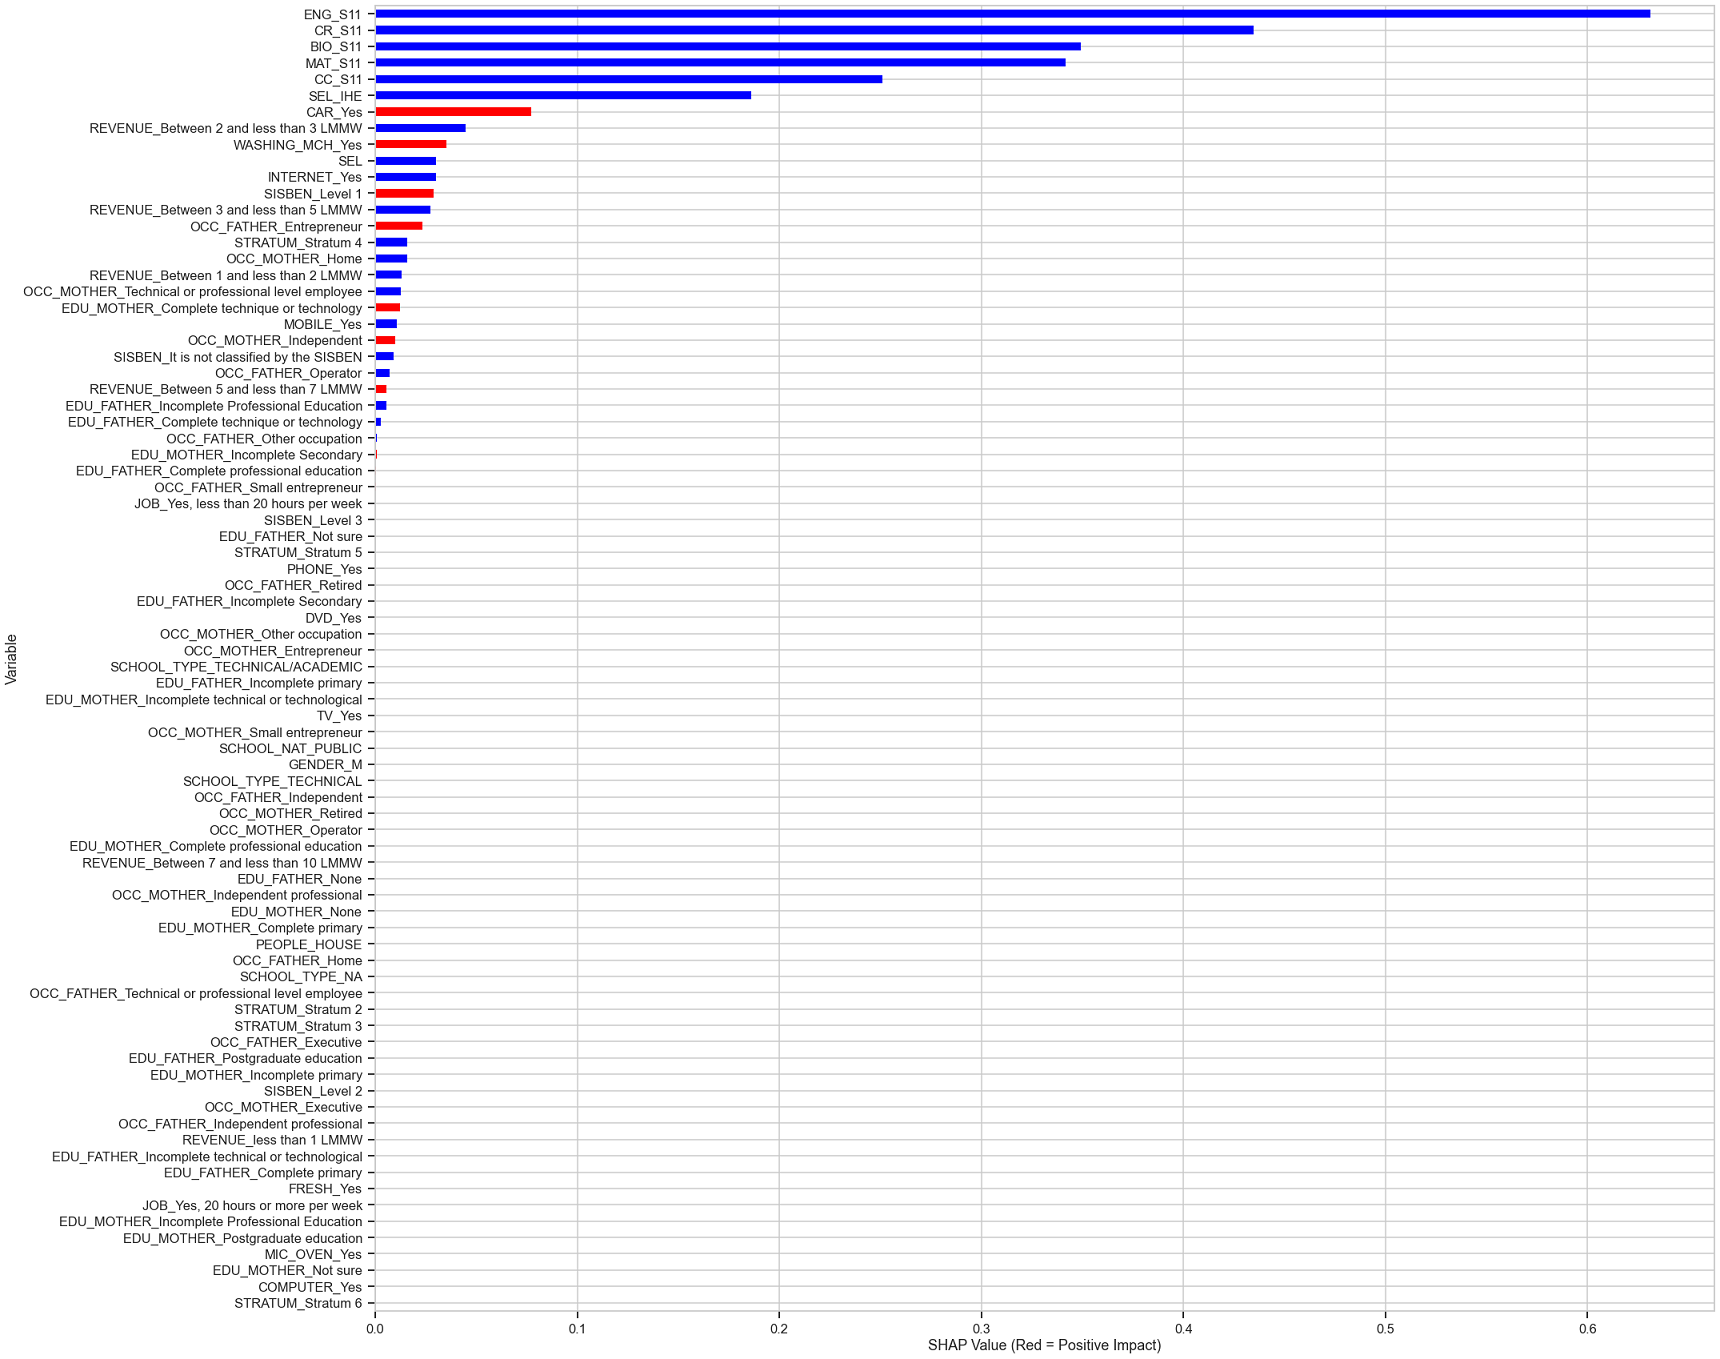 ENG_S11
CR_S11
BIO_S11
MAT_S11
CC_S11
SEL_IHE
CAR_Yes
REVENUE_Between 2 and less than 3 LMMW
WASHING_MCH_Yes
SEL
INTERNET_Yes
SISBEN_Level 1
REVENUE_Between 3 and less than 5 LMMW
OCC_FATHER_Entrepreneur
STRATUM_Stratum 4
OCC_MOTHER_Home
REVENUE_Between 1 and less than 2 LMMW
OCC_MOTHER_Technical or professional level employee
EDU_MOTHER_Complete technique or technology
MOBILE_Yes
OCC_MOTHER_Independent
SISBEN_It is not classified by the SISBEN
OCC_FATHER_Operator
REVENUE_Between 5 and less than 7 LMMW
EDU_FATHER_Incomplete Professional Education
EDU_FATHER_Complete technique or technology
OCC_FATHER_Other occupation
EDU_MOTHER_Incomplete Secondary
EDU_FATHER_Complete professional education
OCC_FATHER_Small entrepreneur
JOB_Yes, less than 20 hours per week
SISBEN_Level 3
EDU_FATHER_Not sure
STRATUM_Stratum 5
PHONE_Yes
OCC_FATHER_Retired
EDU_FATHER_Incomplete Secondary
DVD_Yes
OCC_MOTHER_Other occupation
OCC_MOTHER_Entrepreneur
SCHOOL_TYPE_TECHNICAL/ACADEMIC
EDU_FATHER_Incomplete primary
EDU_MOTHER_Incomplete technical or technological
TV_Yes
OCC_MOTHER_Small entrepreneur
SCHOOL_NAT_PUBLIC
GENDER_M
SCHOOL_TYPE_TECHNICAL
OCC_FATHER_Independent
OCC_MOTHER_Retired
OCC_MOTHER_Operator
EDU_MOTHER_Complete professional education
REVENUE_Between 7 and less than 10 LMMW
EDU_FATHER_None
OCC_MOTHER_Independent professional
EDU_MOTHER_None
EDU_MOTHER_Complete primary
PEOPLE_HOUSE
OCC_FATHER_Home
SCHOOL_TYPE_NA
OCC_FATHER_Technical or professional level employee
STRATUM_Stratum 2
STRATUM_Stratum 3
OCC_FATHER_Executive
EDU_FATHER_Postgraduate education
EDU_MOTHER_Incomplete primary
SISBEN_Level 2
OCC_MOTHER_Executive
OCC_FATHER_Independent professional
REVENUE_less than 1 LMMW
EDU_FATHER_Incomplete technical or technological
EDU_FATHER_Complete primary
FRESH_Yes
JOB_Yes, 20 hours or more per week
EDU_MOTHER_Incomplete Professional Education
EDU_MOTHER_Postgraduate education
MIC_OVEN_Yes
EDU_MOTHER_Not sure
COMPUTER_Yes
STRATUM_Stratum 6
Variable
0.0 0.1 0.2 0.3 0.4 0.5 0.6
SHAP Value (Red = Positive Impact)